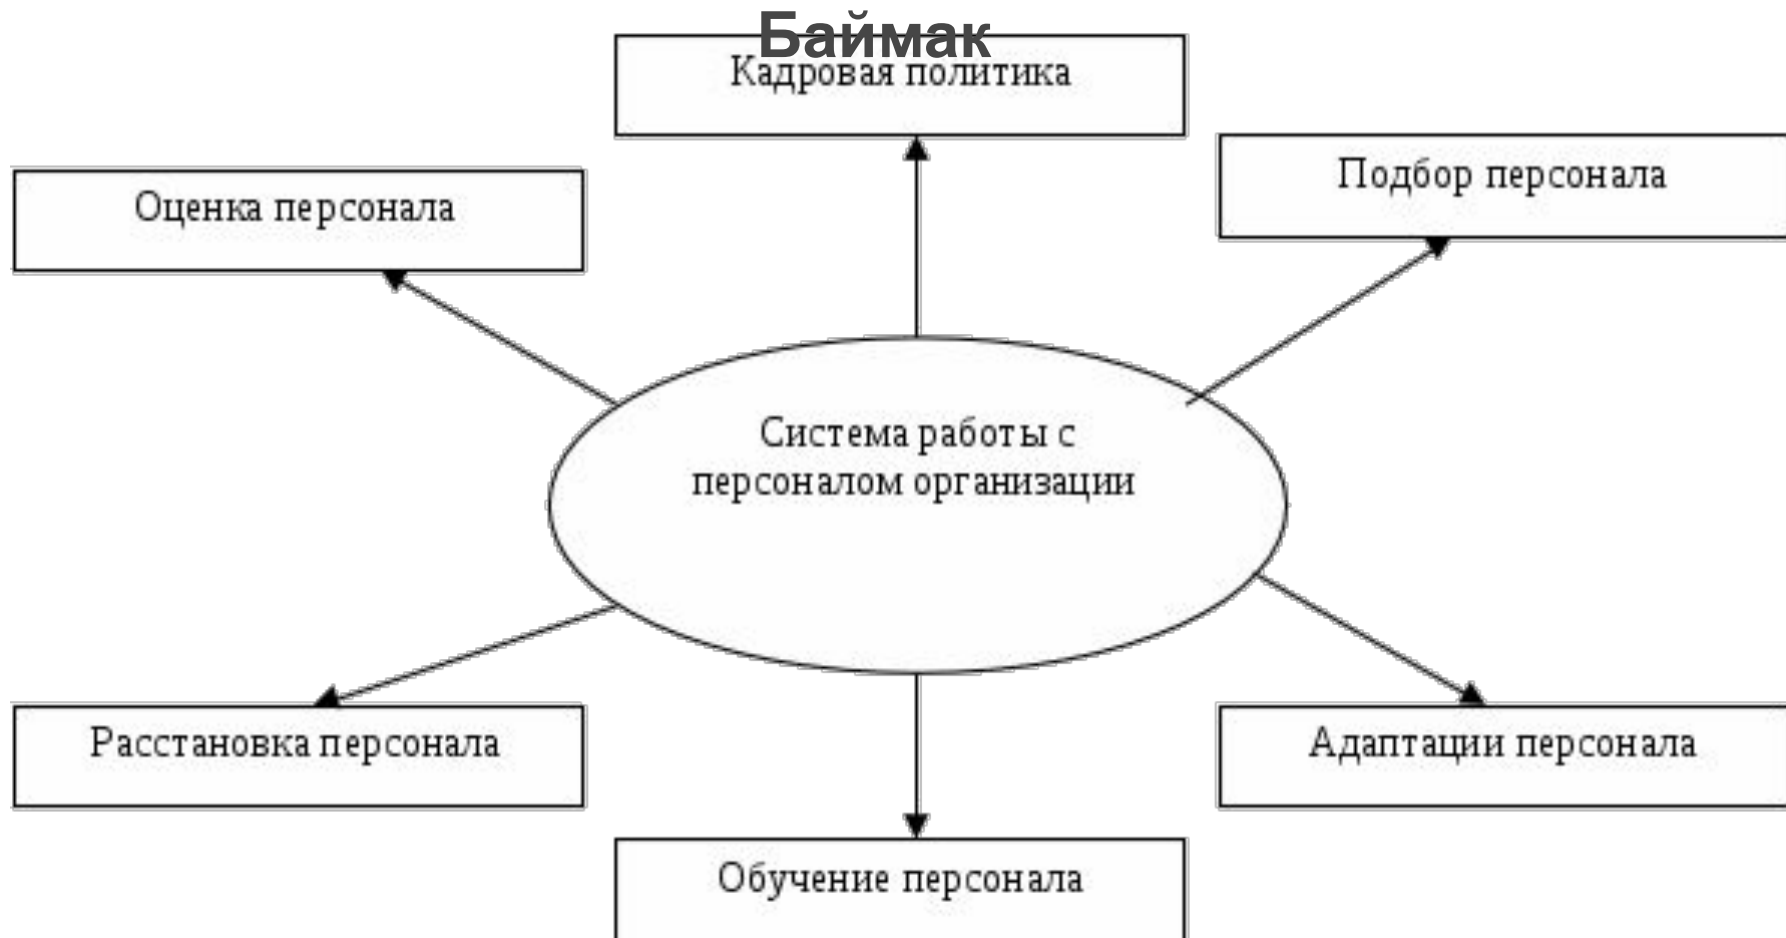 Баймак
Кадровая политика
Подбор персонала
Оценка персонала
Система работы с
персоналом организации
Расстановка персонала
Адаптации персонала
Обучение персонала